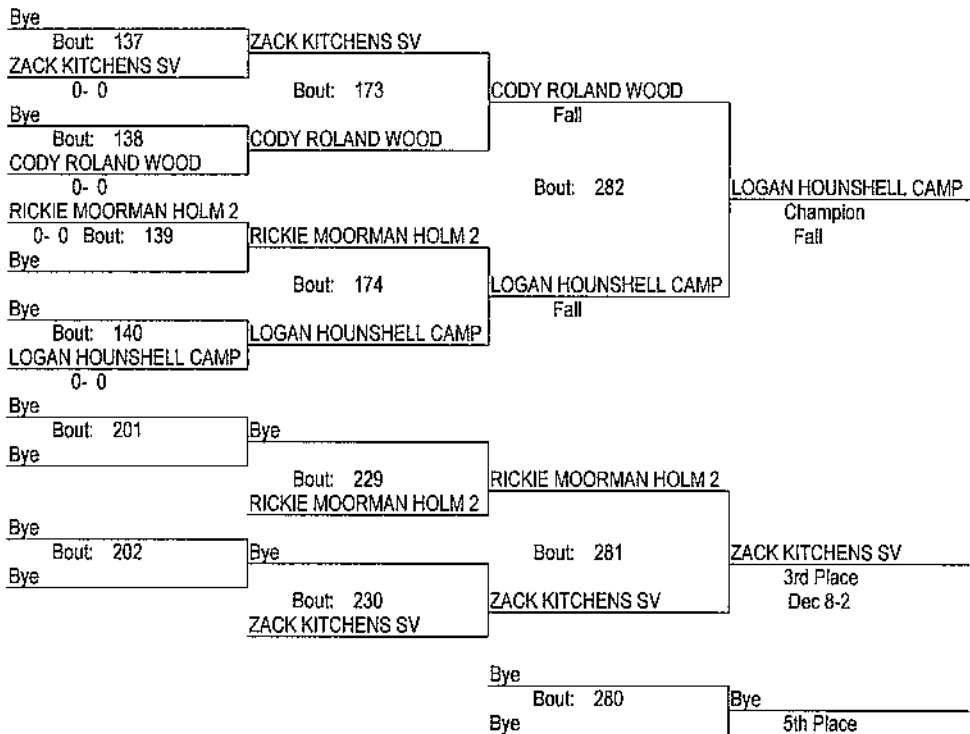 Bye
Bout: 137 ZACK KITCHENS SV
ZACK KITCHENS SV
0- 0 Bout: 173 CODY ROLAND WOOD
Bye Fall
Bout: 138 CODY ROLAND WOOD
CODY ROLAND WOOD
0- 0 Bout: 282 LOGAN HOUNSHELL CAMP
RICKIE MOORMAN HOLM 2 Champion
0- 0 Bout: 139 RICKIE MOORMAN HOLM 2 Fall
Bye
Bout: 174 LOGAN HOUNSHELL CAMP
Bye Fall
Bout: 140 LOGAN HOUNSHELL CAMP
LOGAN HOUNSHELL CAMP
0- 0
Bye
Bout: 201 Bye
Bye
Bout: 229 RICKIE MOORMAN HOLM 2
RICKIE MOORMAN HOLM 2
Bye
Bout: 202 Bye Bout: 281 ZACK KITCHENS SV
Bye 3rd Place
Bout: 230 ZACK KITCHENS SV Dec 8-2
ZACK KITCHENS SV
Bye
Bout: 280 Bye
Bye 5th Place